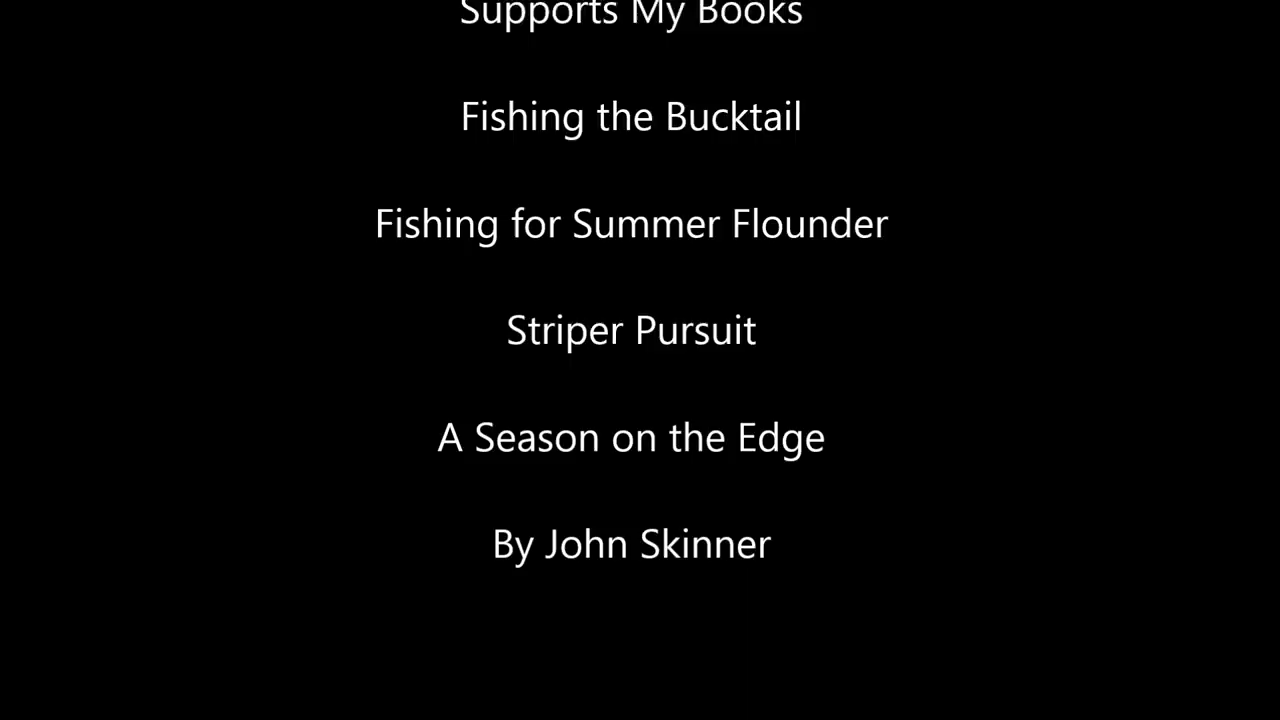 Supports My Books
Fishing the Bucktail
Fishing for Summer Flounder
Striper Pursuit
A Season on the Edge
By John Skinner